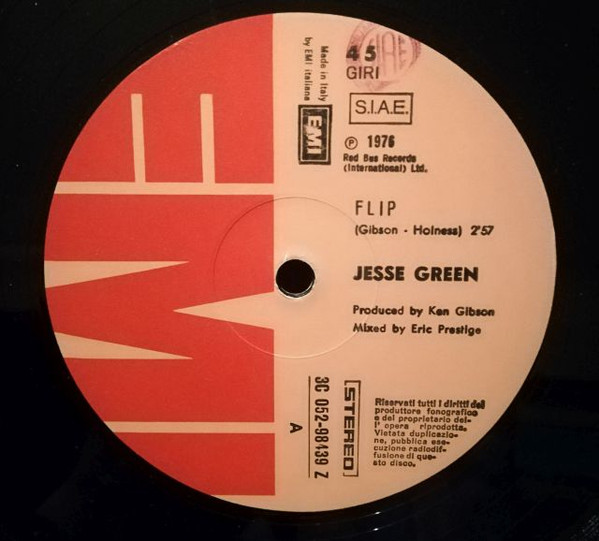 EMI
45
GIRI
Made in Italy
by EMI italiana
EMI
S.I.A.E.
℗ 1976
Red Bus Records
(International) Ltd.
FLIP
(Gibson - Holness) 2'57
JESSE GREEN
Produced by Ken Gibson
Mixed by Eric Prestige
STEREO
3C 052-98439 Z
A
Riservati tutti i diritti del
produttore fonografico
e del proprietario del-
l' opera riprodotta.
Vietata duplicazio-
ne, pubblica ese-
cuzione radiodif-
fusione di que-
sto disco.